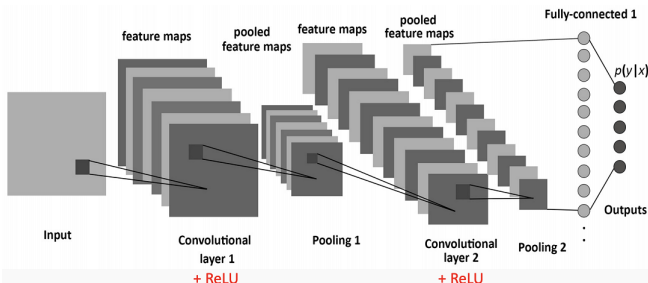 feature maps
pooled
feature maps
feature maps
pooled
feature maps
Fully-connected 1
p(y|x)
Input
Convolutional
layer 1
Pooling 1
Convolutional
layer 2
Pooling 2
Outputs
+ ReLU
+ ReLU